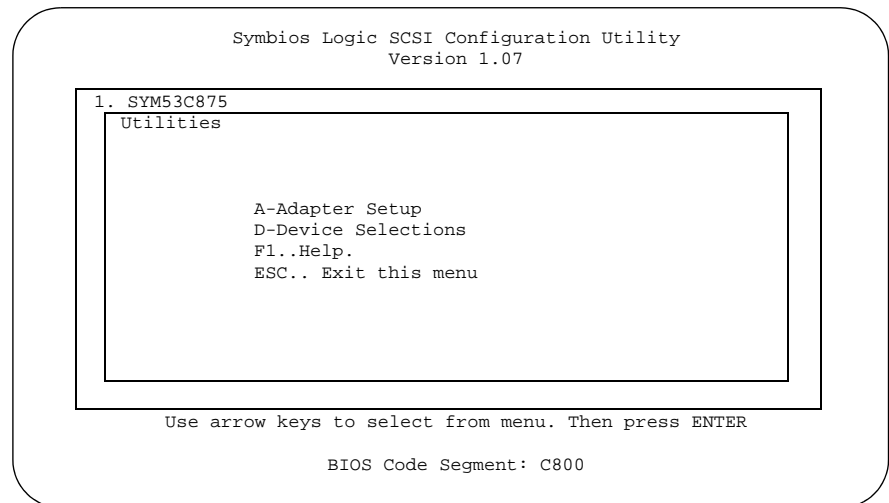 Symbios Logic SCSI Configuration Utility
Version 1.07
1. SYM53C875
Utilities
A-Adapter Setup
D-Device Selections
F1..Help.
ESC.. Exit this menu
Use arrow keys to select from menu. Then press ENTER
BIOS Code Segment: C800